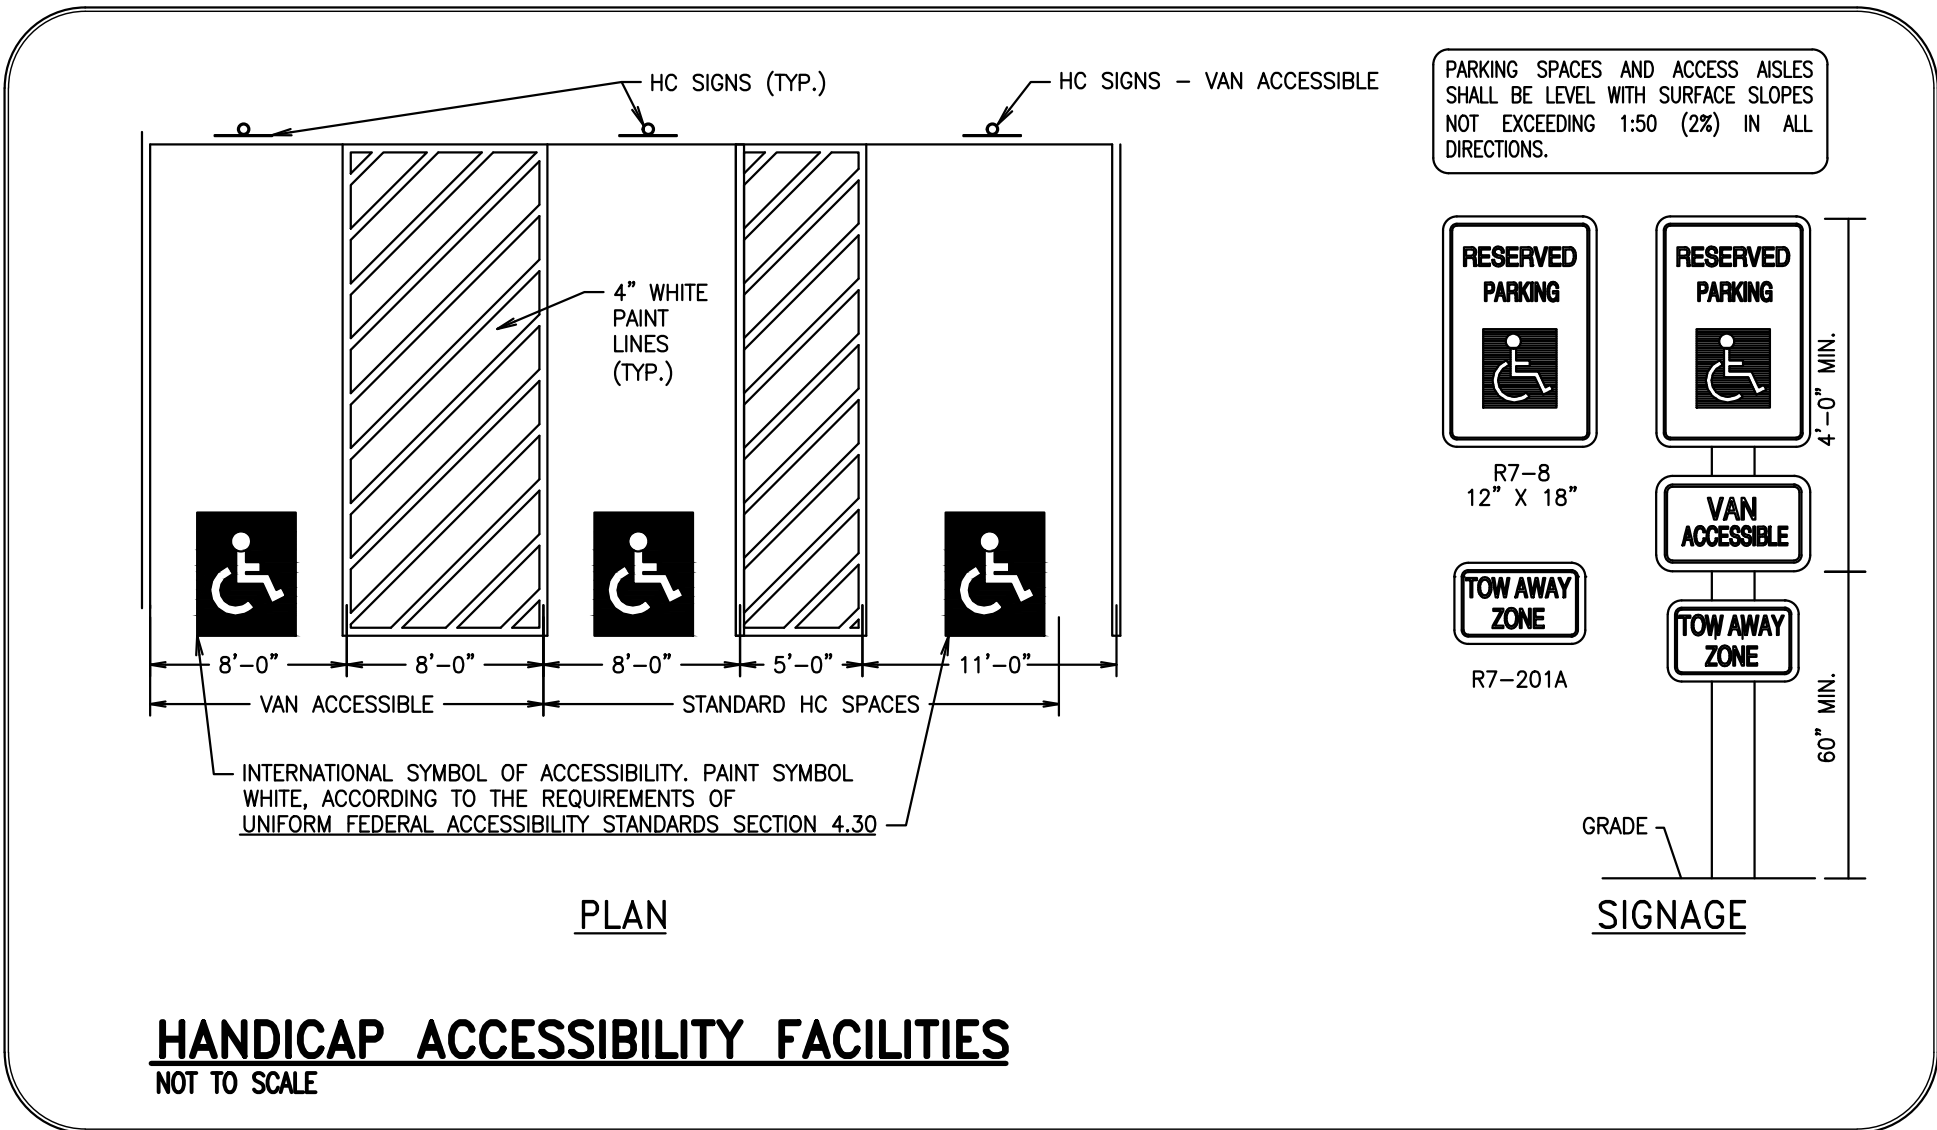 HC SIGNS (TYP.)
HC SIGNS – VAN ACCESSIBLE
PARKING SPACES AND ACCESS AISLES
SHALL BE LEVEL WITH SURFACE SLOPES
NOT EXCEEDING 1:50 (2%) IN ALL
DIRECTIONS.
4" WHITE
PAINT
LINES
(TYP.)
8'-0"
8'-0"
8'-0"
5'-0"
11'-0"
VAN ACCESSIBLE
STANDARD HC SPACES
INTERNATIONAL SYMBOL OF ACCESSIBILITY. PAINT SYMBOL
WHITE, ACCORDING TO THE REQUIREMENTS OF
UNIFORM FEDERAL ACCESSIBILITY STANDARDS SECTION 4.30
PLAN
RESERVED
PARKING
R7-8
12" X 18"
TOW AWAY
ZONE
R7-201A
RESERVED
PARKING
VAN
ACCESSIBLE
TOW AWAY
ZONE
4'-0" MIN.
60" MIN.
GRADE
SIGNAGE
HANDICAP ACCESSIBILITY FACILITIES
NOT TO SCALE